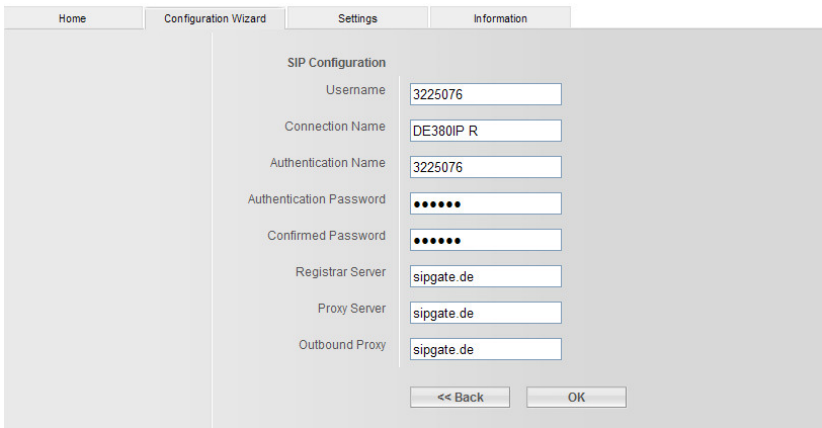 Home Configuration Wizard Settings Information
SIP Configuration
Username 3225076
Connection Name DE380IP R
Authentication Name 3225076
Authentication Password ●●●●●●
Confirmed Password ●●●●●●
Registrar Server sipgate.de
Proxy Server sipgate.de
Outbound Proxy sipgate.de
<< Back OK